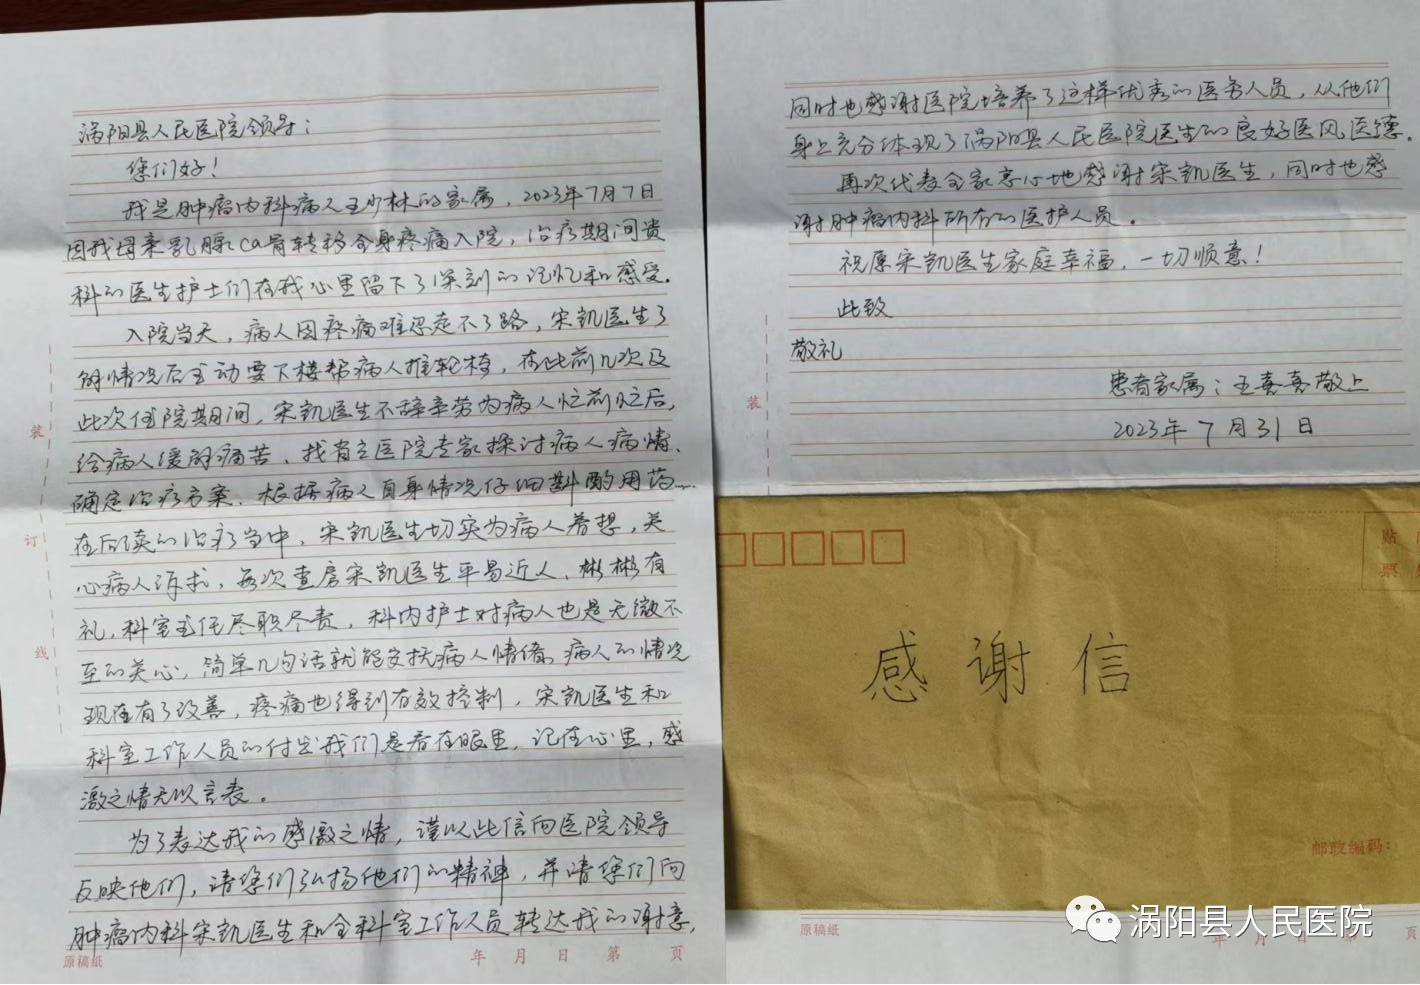 涡阳县人民医院领导：
您们好！
我是肿瘤内科病人王少林的家属，2023年7月7日
因我母亲乳腺ca骨转移全身疼痛入院，治疗期间贵
科的医生护士们在我心里留下了深刻的记忆和感受。
入院当天，病人因疼痛难忍走不了路，宋凯医生了
解情况后主动要下楼帮病人推轮椅，在此前几次及
此次住院期间，宋凯医生不辞辛劳为病人忙前忙后，
给病人缓解痛苦、找省立医院专家探讨病人病情、
确定治疗方案、根据病人自身情况仔细斟酌用药……
在后续的治疗当中，宋凯医生切实为病人着想，关
心病人诉求，每次查房宋凯医生平易近人、彬彬有
礼，科室主任尽职尽责，科内护士对病人也是无微不
至的关心，简单几句话就能安抚病人情绪，病人的情况
现在有了改善，疼痛也得到有效控制，宋凯医生和
科室工作人员的付出我们是看在眼里，记在心里，感
激之情无以言表。
为了表达我的感激之情，谨以此信向医院领导
反映他们，请您们弘扬他们的精神，并请您们向
肿瘤内科宋凯医生和全科室工作人员转达我的谢意，
装
订
线
原稿纸
年 月 日 第 页
同时也感谢医院培养了这样优秀的医务人员，从他们
身上充分体现了涡阳县人民医院医生的良好医风医德。
再次代表全家衷心地感谢宋凯医生，同时也感
谢肿瘤内科所有的医护人员。
祝愿宋凯医生家庭幸福，一切顺意！
此致
敬礼
患者家属：王喜喜敬上
2023年7月31日
装
贴
票
感谢信
邮政编码：
涡阳县人民医院
原稿纸
年 月 日 第 页